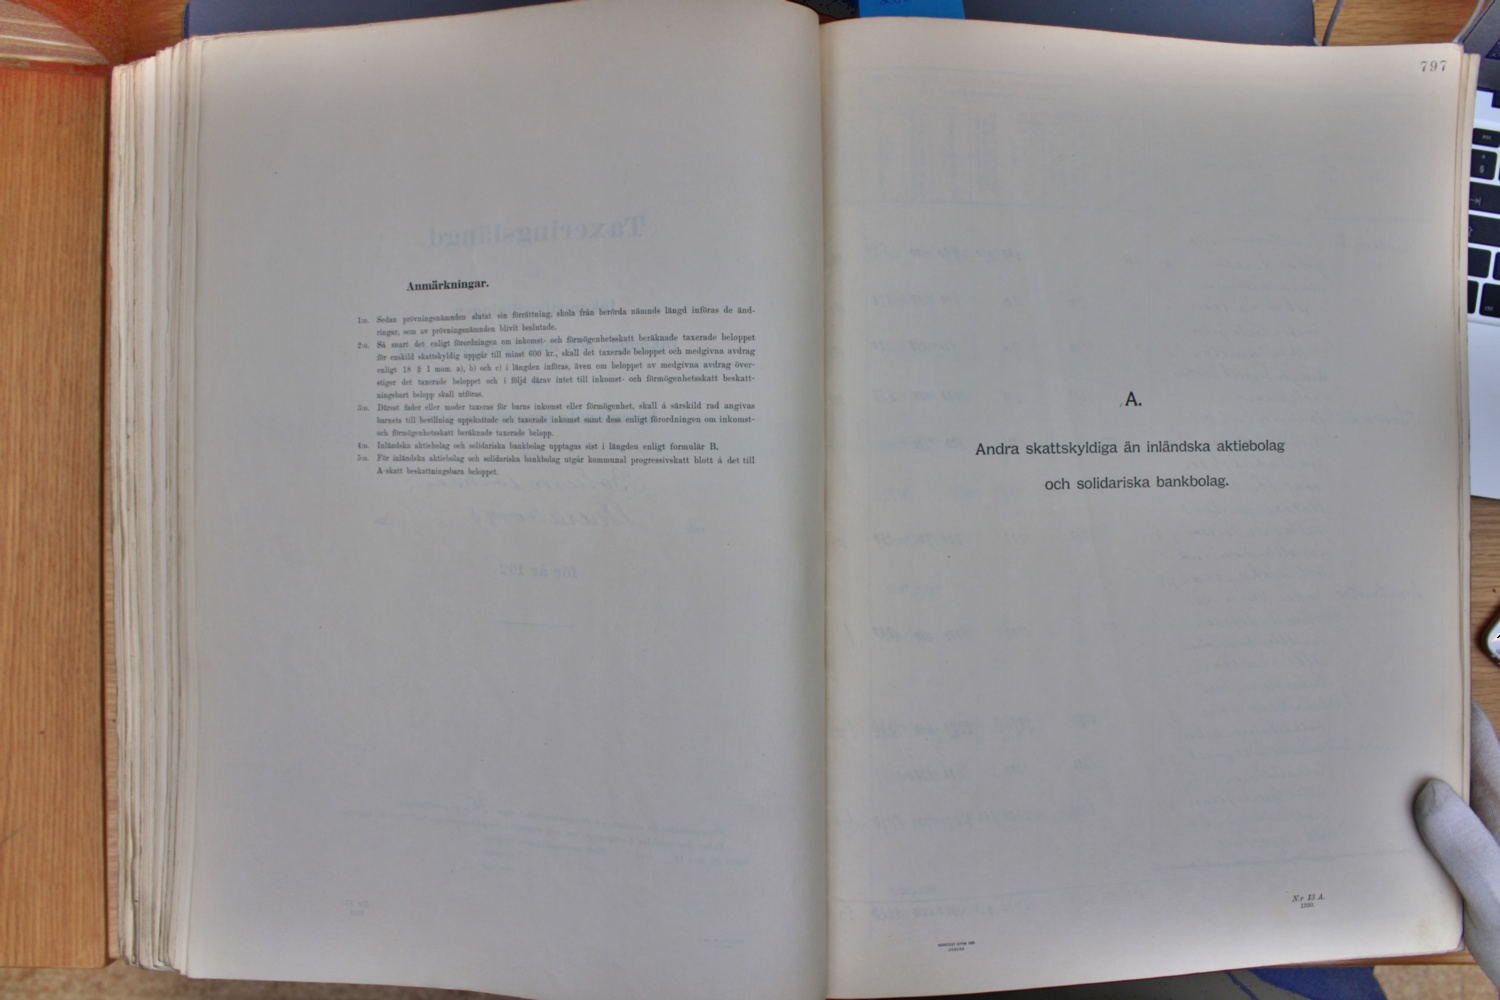 Anmärkningar.
1:o. Sedan prövningsnämnden slutat sin förrättning, skola från berörda nämnds längd införas de änd-
ringar, som av prövningsnämnden blivit beslutade.
2:o. Så snart det enligt förordningen om inkomst- och förmögenhetsskatt beräknade taxerade beloppet
för enskild skattskyldig uppgår till minst 600 kr., skall det taxerade beloppet och medgivna avdrag
enligt 18 § 1 mom. a), b) och c) i längden införas, även om beloppet av medgivna avdrag över-
stiger det taxerade beloppet och i följd därav intet till inkomst- och förmögenhetsskatt beskatt-
ningsbart belopp skall utföras.
3:o. Därest fader eller moder taxeras för barns inkomst eller förmögenhet, skall å särskild rad angivas
barnets till bevillning uppskattade och taxerade inkomst samt dess enligt förordningen om inkomst-
och förmögenhetsskatt beräknade taxerade belopp.
4:o. Inländska aktiebolag och solidariska bankbolag upptagas sist i längden enligt formulär B.
5:o. För inländska aktiebolag och solidariska bankbolag utgår kommunal progressivskatt blott å det till
A-skatt beskattningsbara beloppet.
797
A.
Andra skattskyldiga än inländska aktiebolag
och solidariska bankbolag.
N:r 13 A.
1920.